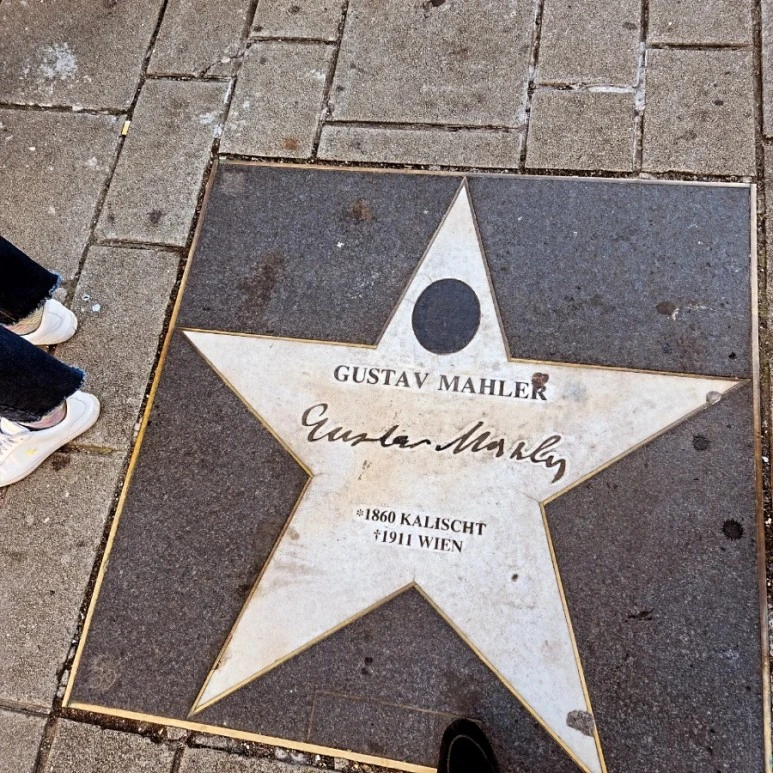 GUSTAV MAHLER
Gustav Mahler
*1860 KALISCHT
†1911 WIEN